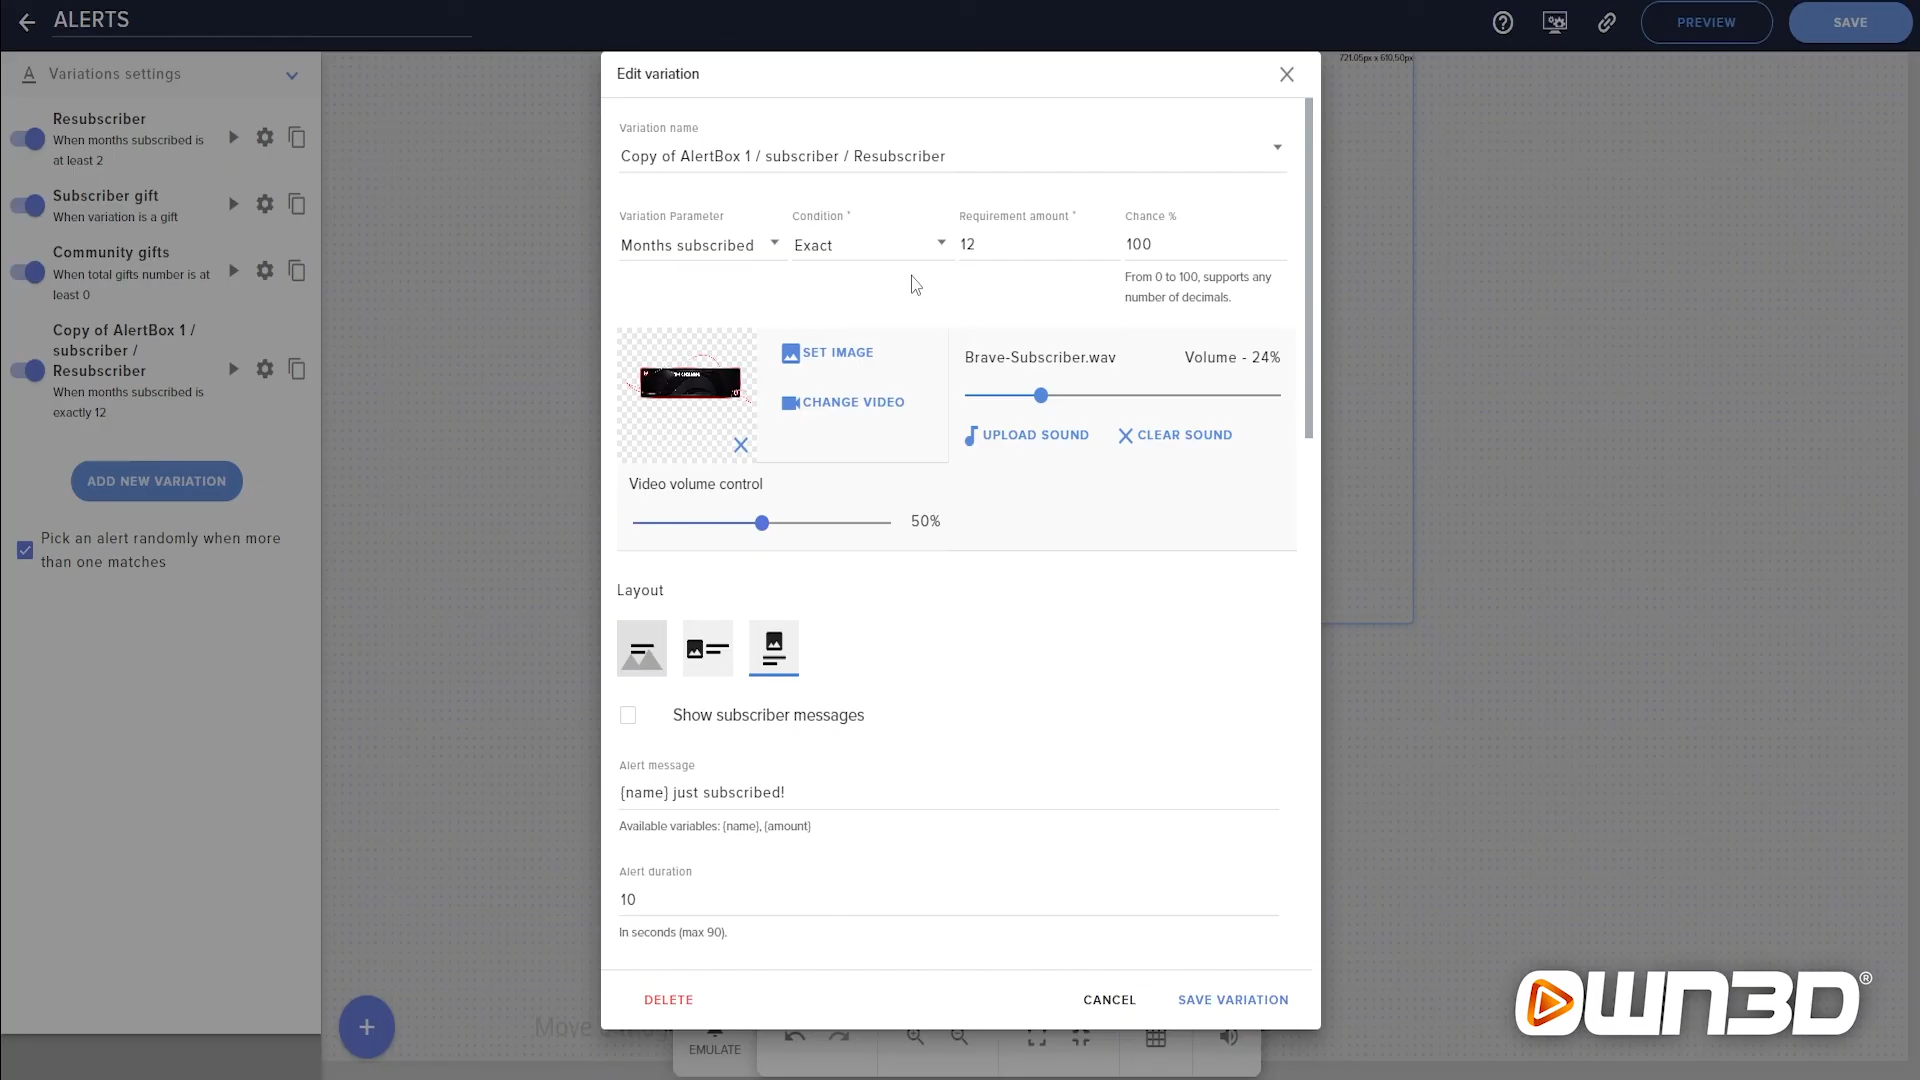 ALERTS
PREVIEW
SAVE
Variations settings
Resubscriber
When months subscribed is
at least 2
Subscriber gift
When variation is a gift
Community gifts
When total gifts number is at
least 0
Copy of AlertBox 1 /
subscriber /
Resubscriber
When months subscribed is
exactly 12
ADD NEW VARIATION
Pick an alert randomly when more
than one matches
721.05px x 610.50px
Edit variation
Variation name
Copy of AlertBox 1 / subscriber / Resubscriber
Variation Parameter
Condition *
Requirement amount *
Chance %
Months subscribed
Exact
12
100
From 0 to 100, supports any
number of decimals.
SET IMAGE
CHANGE VIDEO
Brave-Subscriber.wav
Volume - 24%
UPLOAD SOUND
CLEAR SOUND
Video volume control
50%
Layout
Show subscriber messages
Alert message
{name} just subscribed!
Available variables: {name}, {amount}
Alert duration
10
In seconds (max 90).
DELETE
CANCEL
SAVE VARIATION
Move
EMULATE
OWN3D®